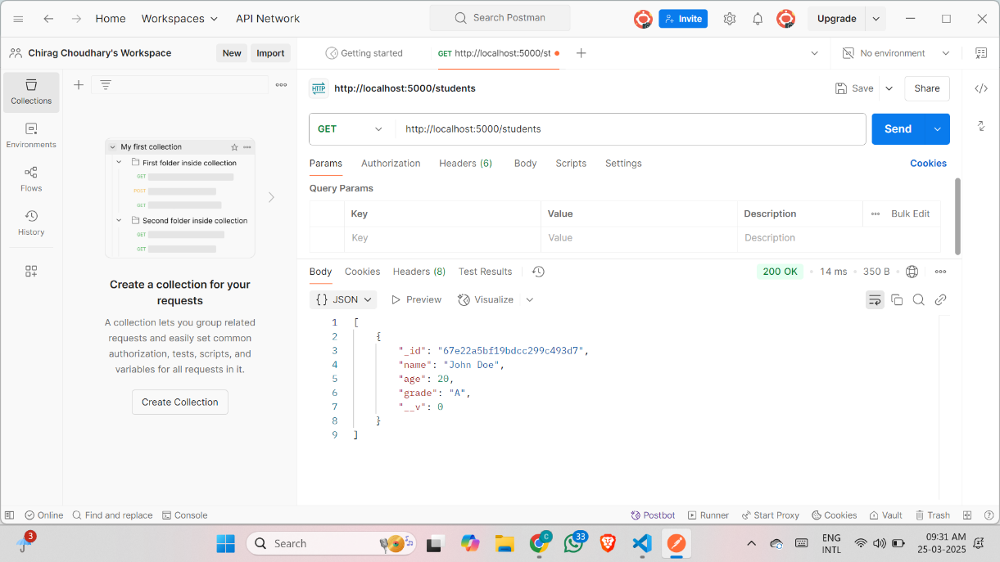 Home Workspaces API Network Search Postman Invite Upgrade
Chirag Choudhary's Workspace New Import Getting started GET http://localhost:5000/st No environment
Collections
Environments
Flows
History
My first collection
First folder inside collection
GET
POST
GET
Second folder inside collection
GET
GET
Create a collection for your
requests
A collection lets you group related
requests and easily set common
authorization, tests, scripts, and
variables for all requests in it.
Create Collection
HTTP http://localhost:5000/students Save Share
GET http://localhost:5000/students Send
Params Authorization Headers (6) Body Scripts Settings Cookies
Query Params
Key Value Description Bulk Edit
Key Value Description
Body Cookies Headers (8) Test Results 200 OK 14 ms 350 B
{} JSON Preview Visualize
1 [
2 {
3 "_id": "67e22a5bf19bdcc299c493d7",
4 "name": "John Doe",
5 "age": 20,
6 "grade": "A",
7 "__v": 0
8 }
9 ]
Online Find and replace Console Postbot Runner Start Proxy Cookies Vault Trash
3 Search C 33 ENG 09:31 AM
INTL 25-03-2025